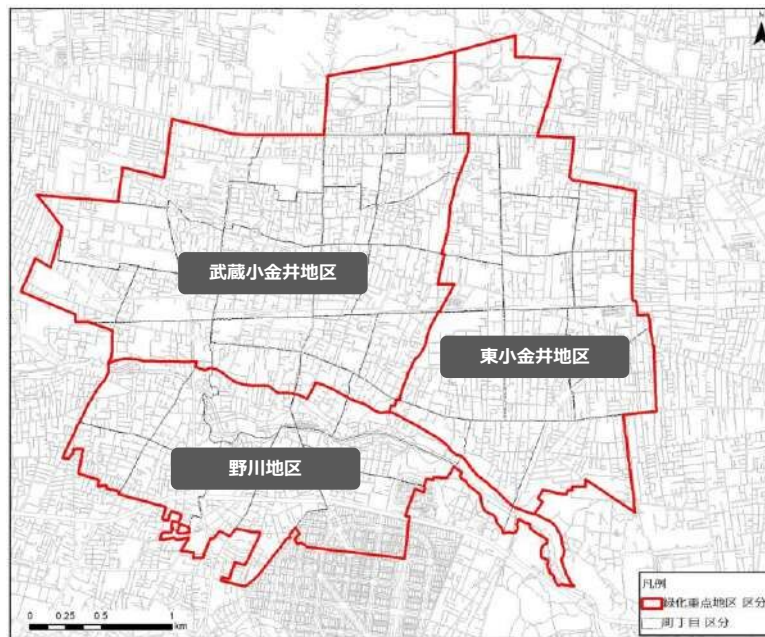 武蔵小金井地区
東小金井地区
野川地区
凡例
緑化重点地区 区分
町丁目 区分
0 0.25 0.5 1
km